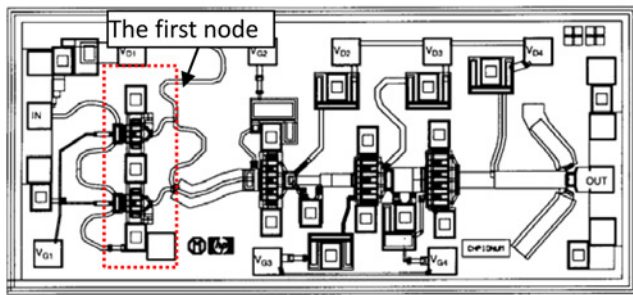 The first node
VD1
VG2
VD2
VD3
VD4
IN
OUT
VG1
VG3
VG4